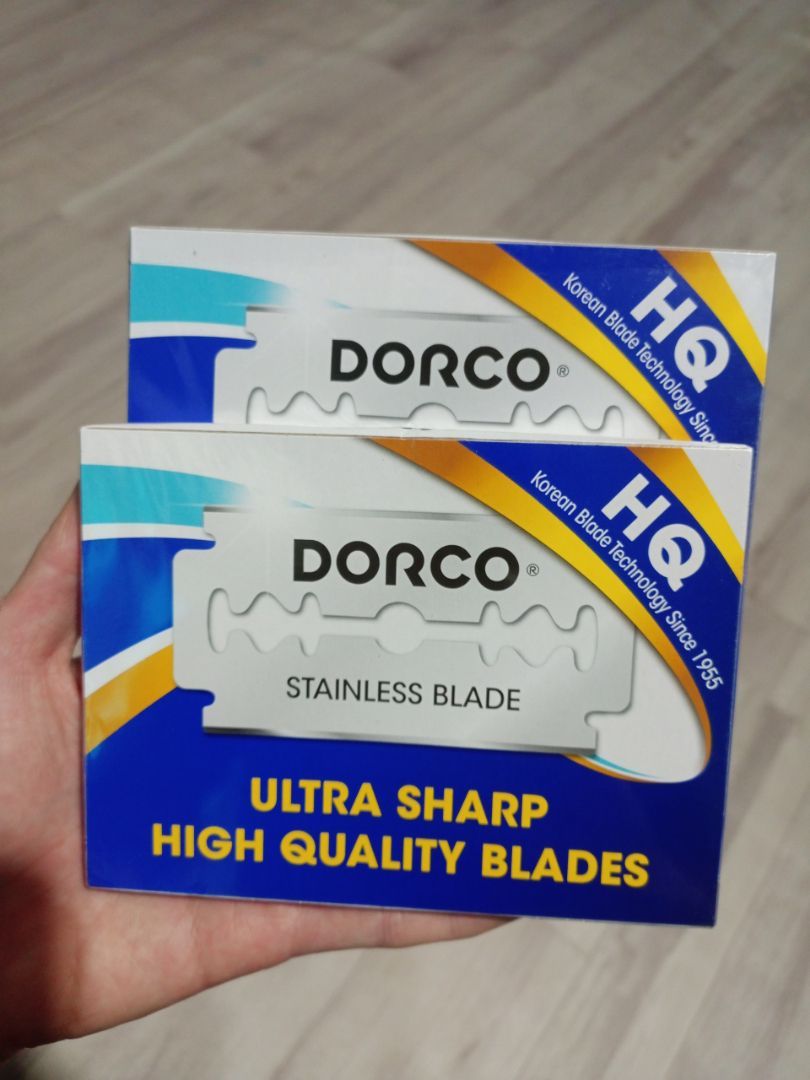 DORCO®
HQ
Korean Blade Technology Sinc
DORCO®
HQ
Korean Blade Technology Since 1955
STAINLESS BLADE
ULTRA SHARP
HIGH QUALITY BLADES